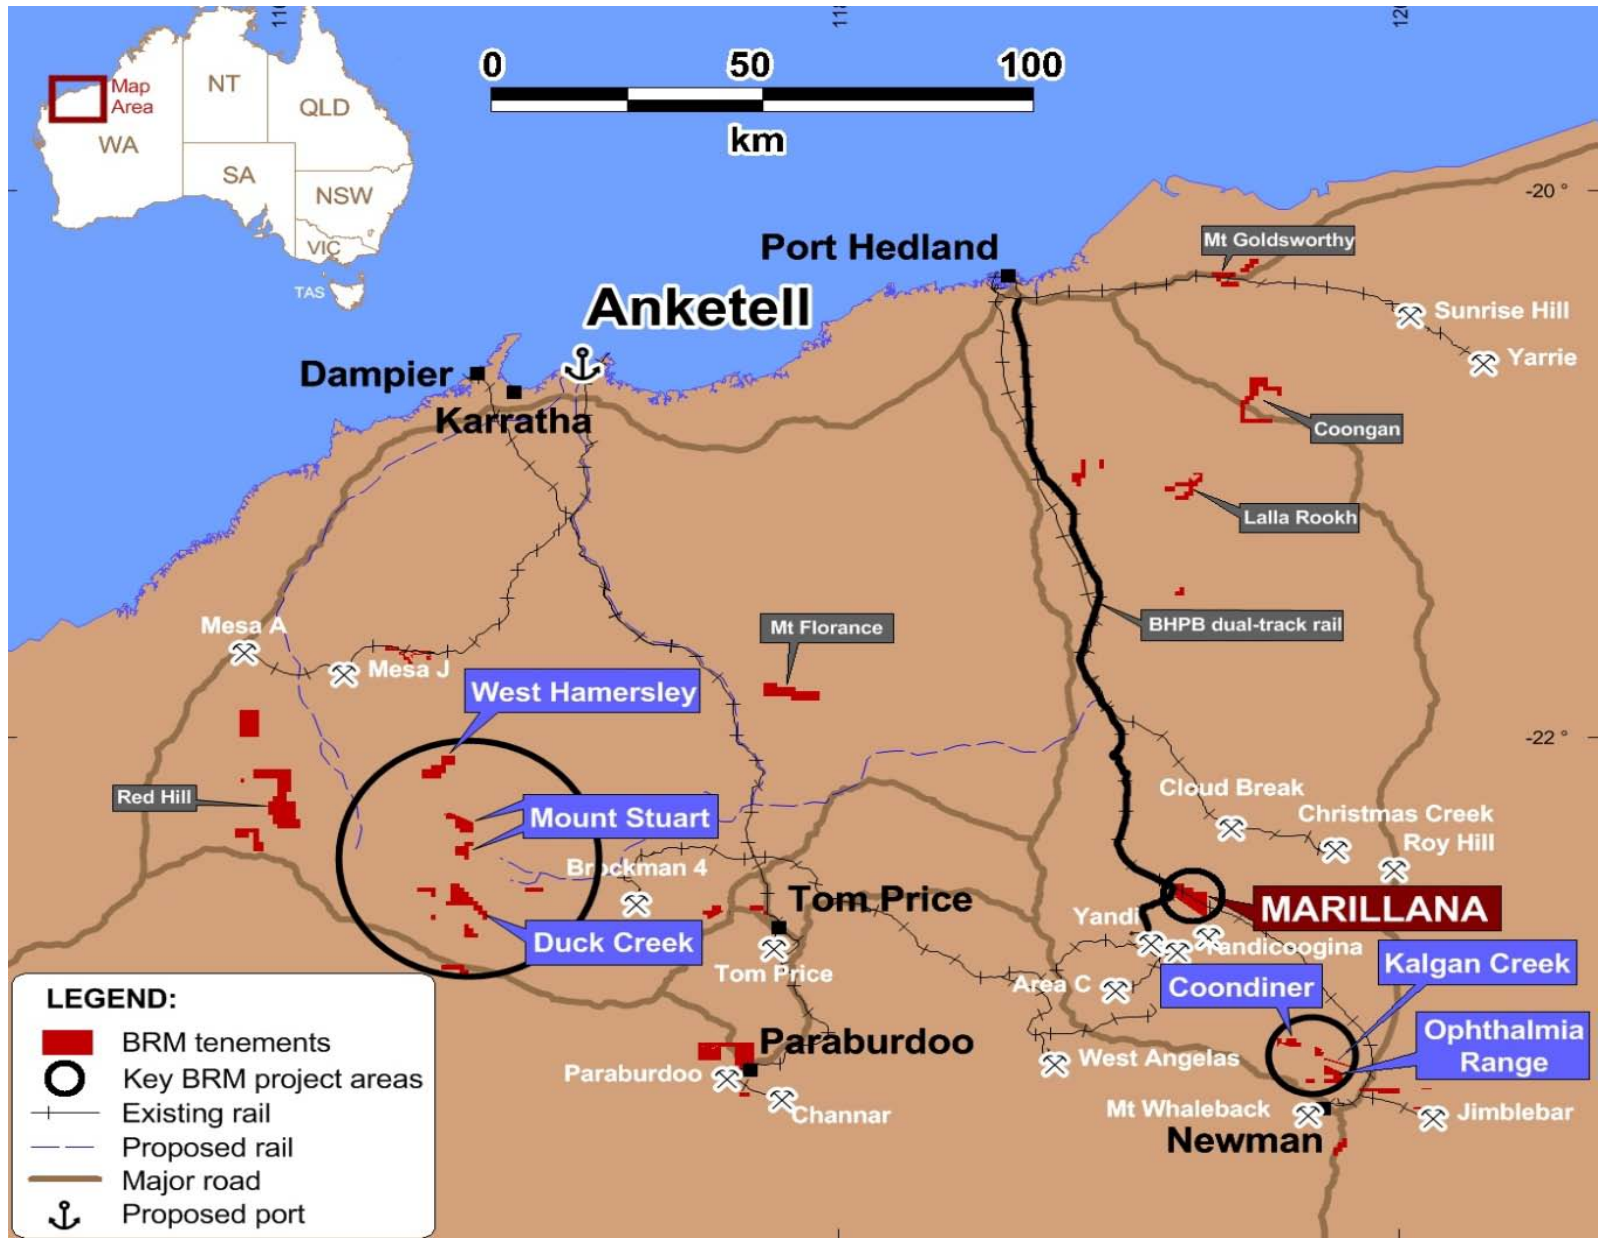 116
118
120
0 50 100
km
Map
Area
NT
QLD
WA
SA
NSW
VIC
TAS
-20 °
Mt Goldsworthy
Port Hedland
Anketell
Sunrise Hill
Yarrie
Dampier
Karratha
Coongan
Lalla Rookh
Mesa A
Mt Florance
BHPB dual-track rail
Mesa J
West Hamersley
-22 °
Red Hill
Cloud Break
Mount Stuart
Christmas Creek
Roy Hill
Brockman 4
Tom Price
MARILLANA
Yandi
Duck Creek
Yandicoogina
Tom Price
Kalgan Creek
Area C
Coondiner
Paraburdoo
Ophthalmia
Range
West Angelas
Paraburdoo
Channar
Mt Whaleback
Jimblebar
Newman
LEGEND:
BRM tenements
Key BRM project areas
Existing rail
Proposed rail
Major road
Proposed port